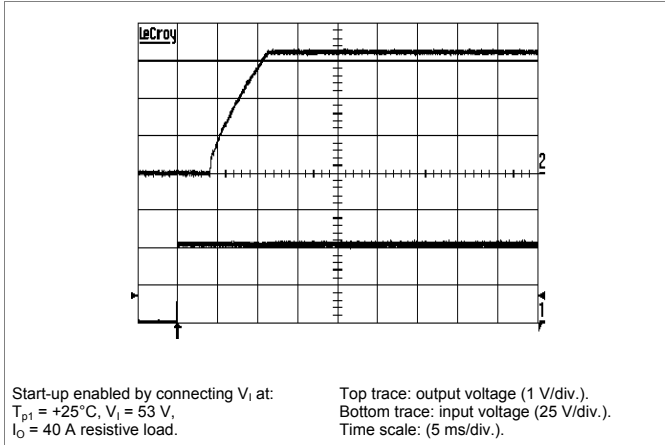 LeCroy
2
1
Start-up enabled by connecting V_I at:
T_p1 = +25°C, V_I = 53 V,
I_O = 40 A resistive load.
Top trace: output voltage (1 V/div.).
Bottom trace: input voltage (25 V/div.).
Time scale: (5 ms/div.).